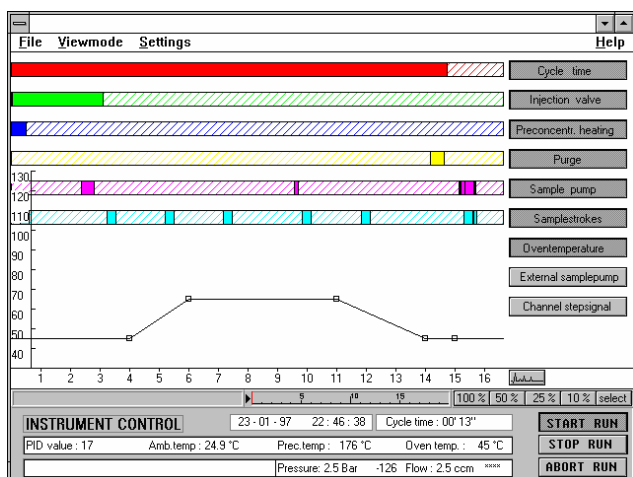 File Viewmode Settings Help
Cycle time
Injection valve
Preconcentr. heating
Purge
130
Sample pump
120
110
Samplestrokes
100
Oventemperature
90
80
External samplepump
70
Channel stepsignal
60
50
40
1 2 3 4 5 6 7 8 9 10 11 12 13 14 15 16
5 10 15 100 % 50 % 25 % 10 % select
INSTRUMENT CONTROL 23 - 01 - 97 22 : 46 : 38 Cycle time : 00' 13'' START RUN
PID value : 17 Amb.temp : 24.9 °C Prec.temp : 176 °C Oven temp. : 45 °C STOP RUN
Pressure: 2.5 Bar -126 Flow : 2.5 ccm **** ABORT RUN